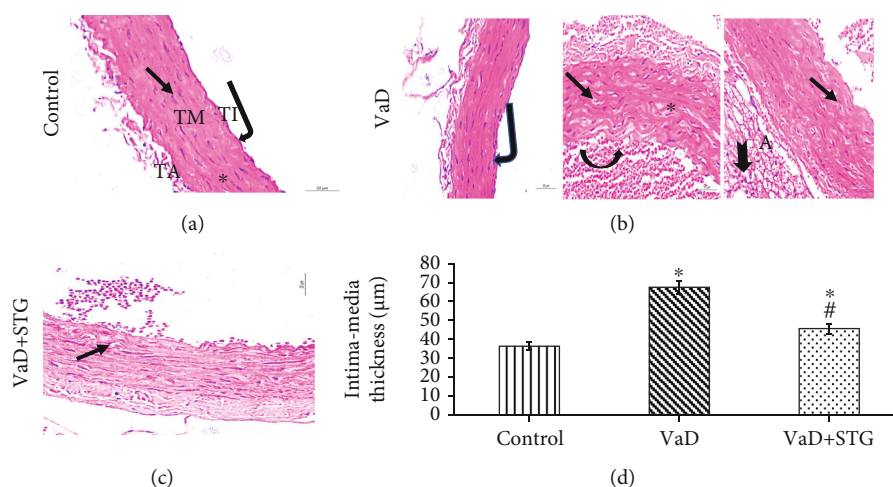 Control
TM
TI
TA
*
(a)
VaD
*
A
(b)
VaD+STG
(c)
Intima-media
thickness (μm)
80
70
60
50
40
30
20
10
0
*
*
#
Control
VaD
VaD+STG
(d)